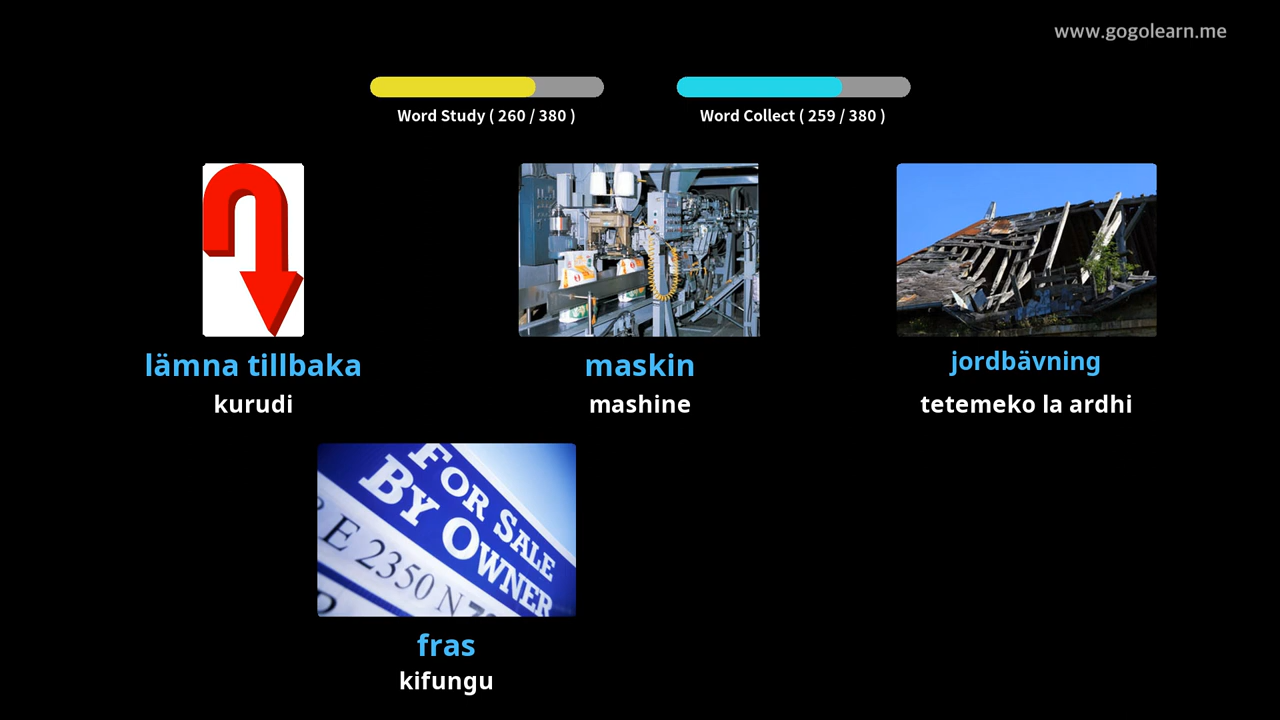 www.gogolearn.me
Word Study ( 260 / 380 )
Word Collect ( 259 / 380 )
lämna tillbaka
kurudi
maskin
mashine
jordbävning
tetemeko la ardhi
FOR SALE
BY OWNER
E 2350 N
fras
kifungu